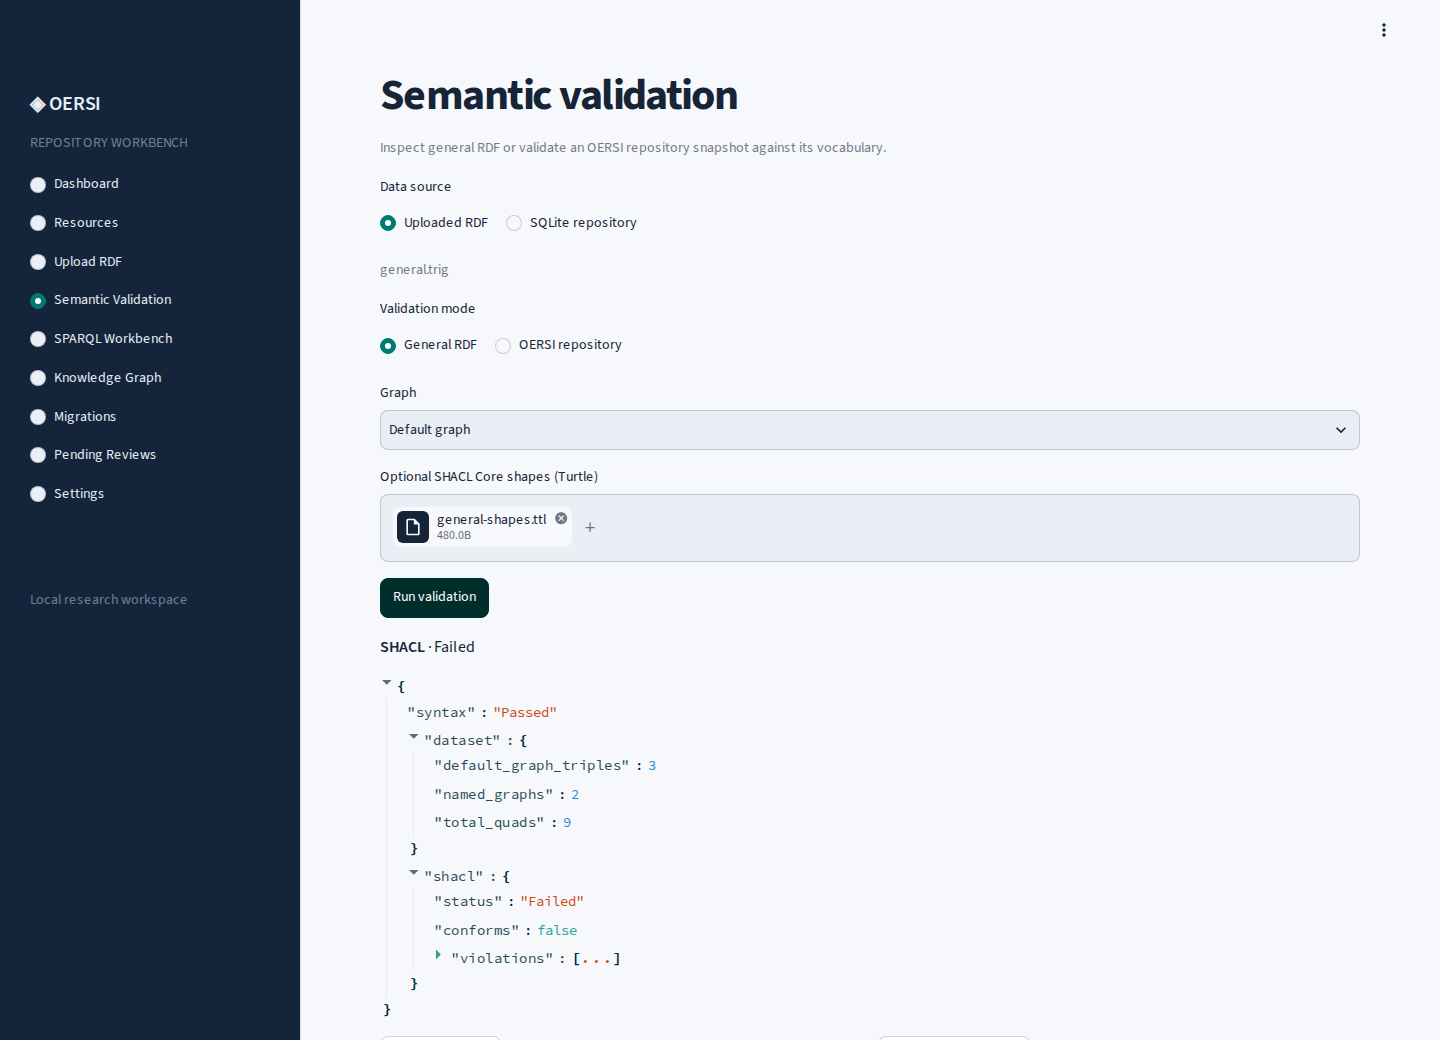 ◈ OERSI
REPOSITORY WORKBENCH
Dashboard
Resources
Upload RDF
Semantic Validation
SPARQL Workbench
Knowledge Graph
Migrations
Pending Reviews
Settings
Local research workspace
Semantic validation
Inspect general RDF or validate an OERSI repository snapshot against its vocabulary.
Data source
Uploaded RDF SQLite repository
general.trig
Validation mode
General RDF OERSI repository
Graph
Default graph
Optional SHACL Core shapes (Turtle)
general-shapes.ttl
480.0B
+
Run validation
SHACL · Failed
{
"syntax" : "Passed"
"dataset" : {
"default_graph_triples" : 3
"named_graphs" : 2
"total_quads" : 9
}
"shacl" : {
"status" : "Failed"
"conforms" : false
"violations" : [...]
}
}